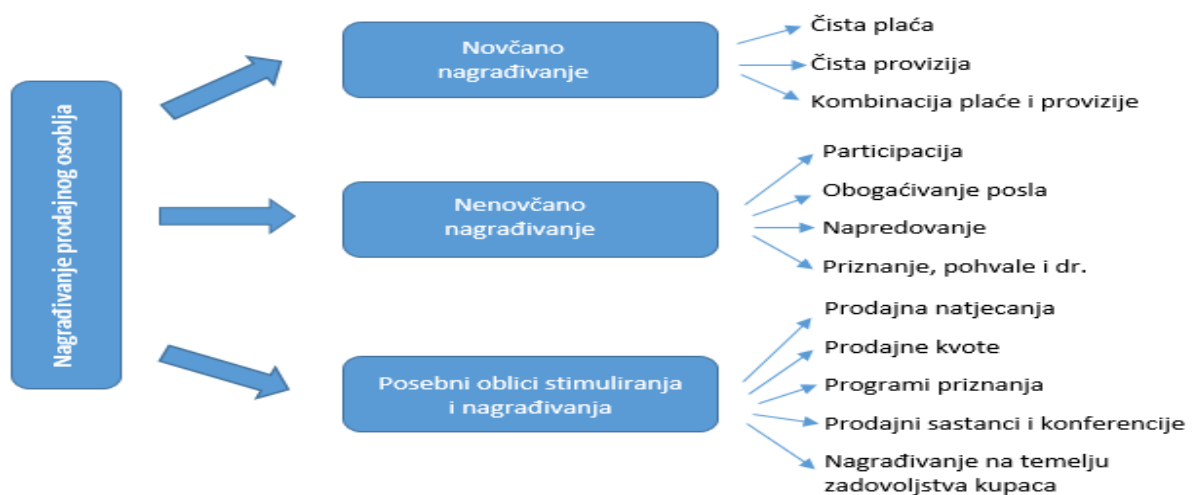 Nagrađivanje prodajnog osoblja
Novčano
nagrađivanje
Čista plaća
Čista provizija
Kombinacija plaće i provizije
Nenovčano
nagrađivanje
Participacija
Obogaćivanje posla
Napredovanje
Priznanje, pohvale i dr.
Posebni oblici stimuliranja
i nagrađivanja
Prodajna natjecanja
Prodajne kvote
Programi priznanja
Prodajni sastanci i konferencije
Nagrađivanje na temelju
zadovoljstva kupaca